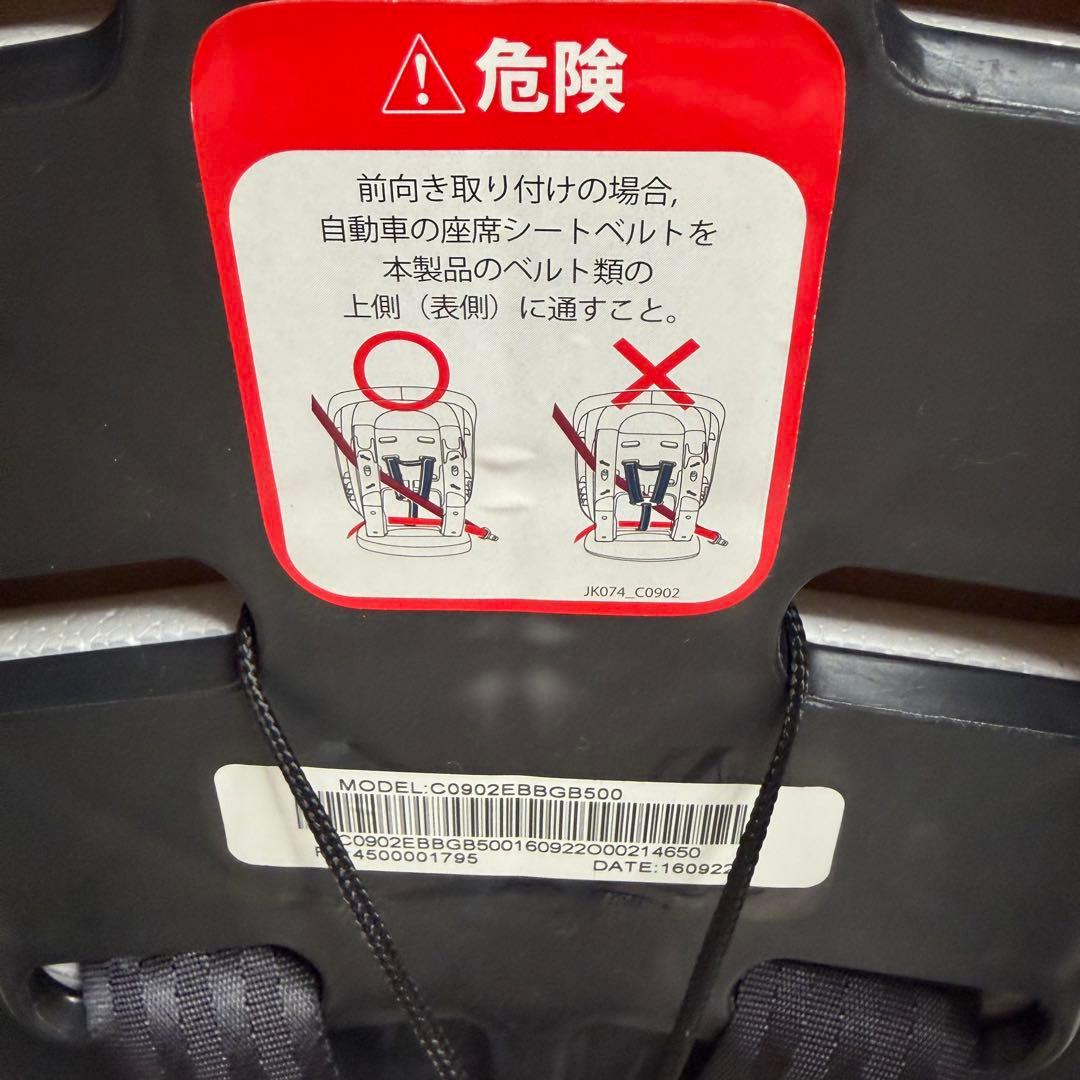 危険
前向き取り付けの場合,
自動車の座席シートベルトを
本製品のベルト類の
上側（表側）に通すこと。
JK074_C0902
MODEL:C0902EBBGB500
C0902EBBGB500160922O00214650
4500001795
DATE:160922